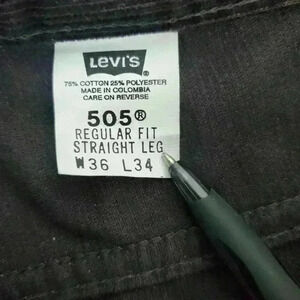 LEVI'S®
75% COTTON 25% POLYESTER
MADE IN COLOMBIA
CARE ON REVERSE
505®
REGULAR FIT
STRAIGHT LEG
W36 L34